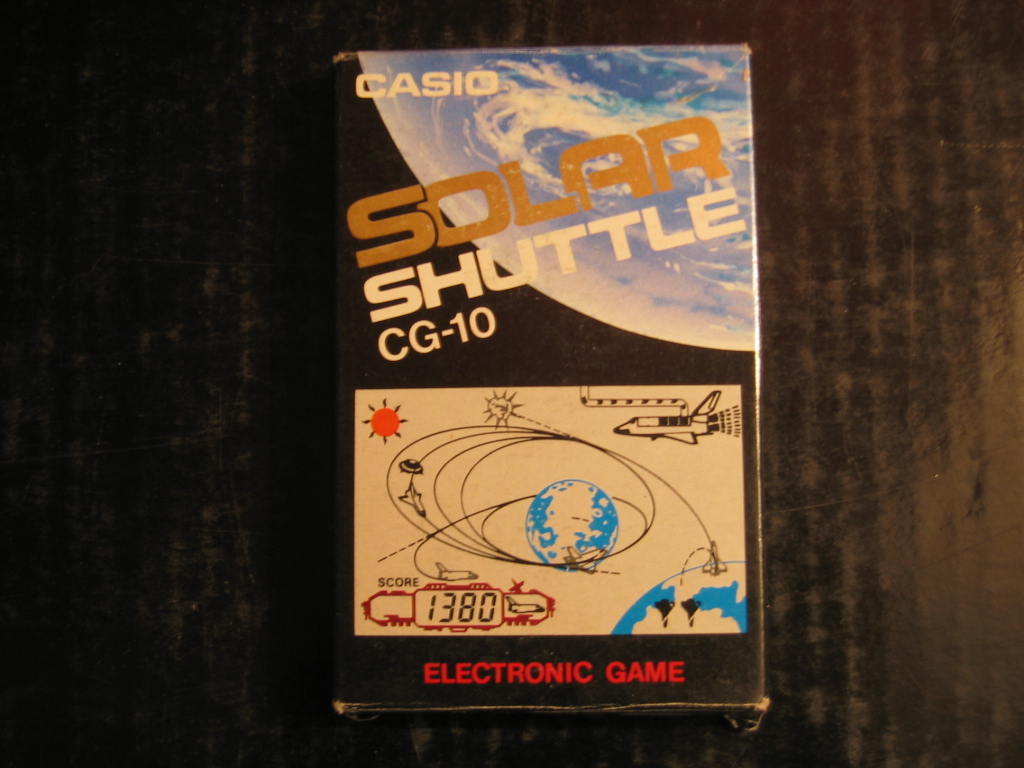 CASIO
SOLAR
SHUTTLE
CG-10
SCORE
1380
ELECTRONIC GAME